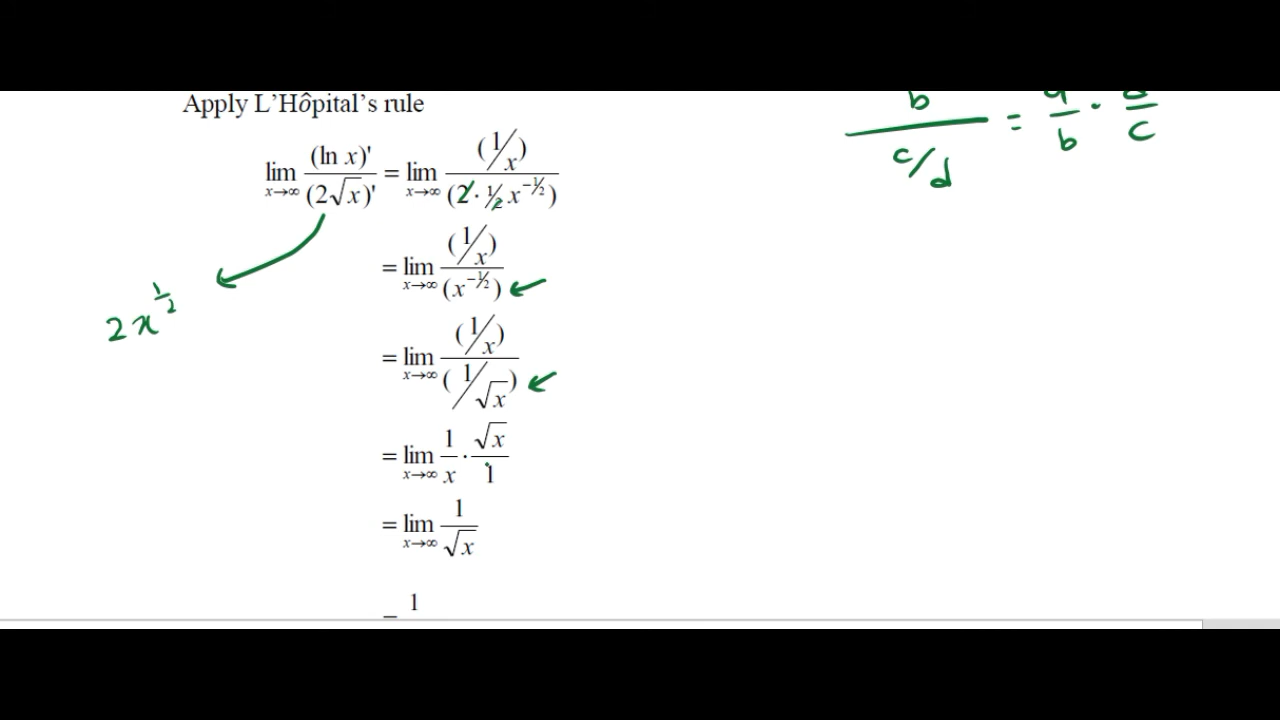 Apply L'Hôpital's rule
lim x→∞ (ln x)' / (2√x)' = lim x→∞ (1/x) / (2 · 1/2 x^(-1/2))
= lim x→∞ (1/x) / (x^(-1/2))
= lim x→∞ (1/x) / (1/√x)
= lim x→∞ 1/x · √x/1
= lim x→∞ 1/√x
= 1
2x^(1/2)
b / (c/d) = a/b · d/c